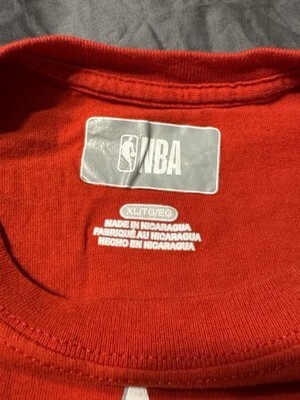 NBA
XL/TG/EG
MADE IN NICARAGUA
FABRIQUÉ AU NICARAGUA
HECHO EN NICARAGUA